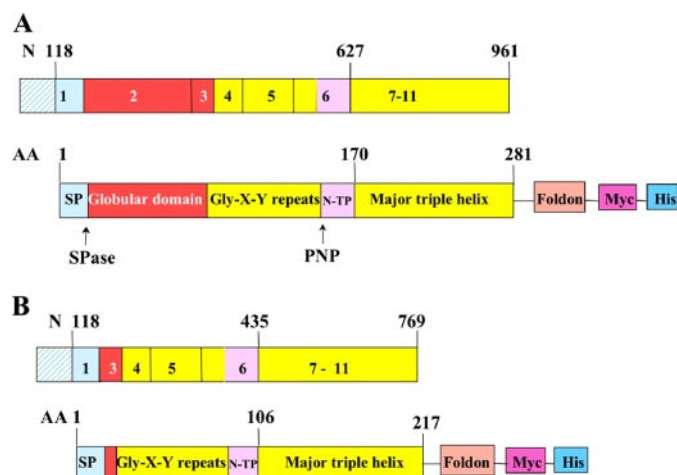 A
N 118 627 961
1 2 3 4 5 6 7-11
AA 1 170 281
SP Globular domain Gly-X-Y repeats N-TP Major triple helix Foldon Myc His
SPase PNP
B
N 118 435 769
1 3 4 5 6 7 - 11
AA 1 106 217
SP Gly-X-Y repeats N-TP Major triple helix Foldon Myc His